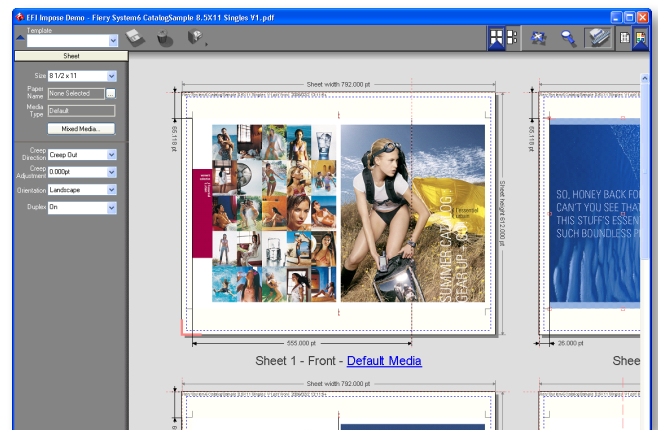 EFI Impose Demo - Fiery System6 CatalogSample 8.5X11 Singles V1.pdf
Template
Sheet
Size 8 1/2 x 11
Paper Name None Selected ...
Media Type Default
Mixed Media...
Creep Direction Creep Out
Creep Adjustment 0.000pt
Orientation Landscape
Duplex On
Sheet width 792.000 pt
65.118 pt
65.118 pt
Sheet height 612.000 pt
SUMMER CATALOG
GEAR UP
SO, HONEY BACK FO
CAN'T YOU SEE THAT
THIS STUFF'S ESSEN
SUCH BOUNDLESS P
555.000 pt
26.000 pt
Sheet 1 - Front - Default Media
Shee
Sheet width 792.000 pt